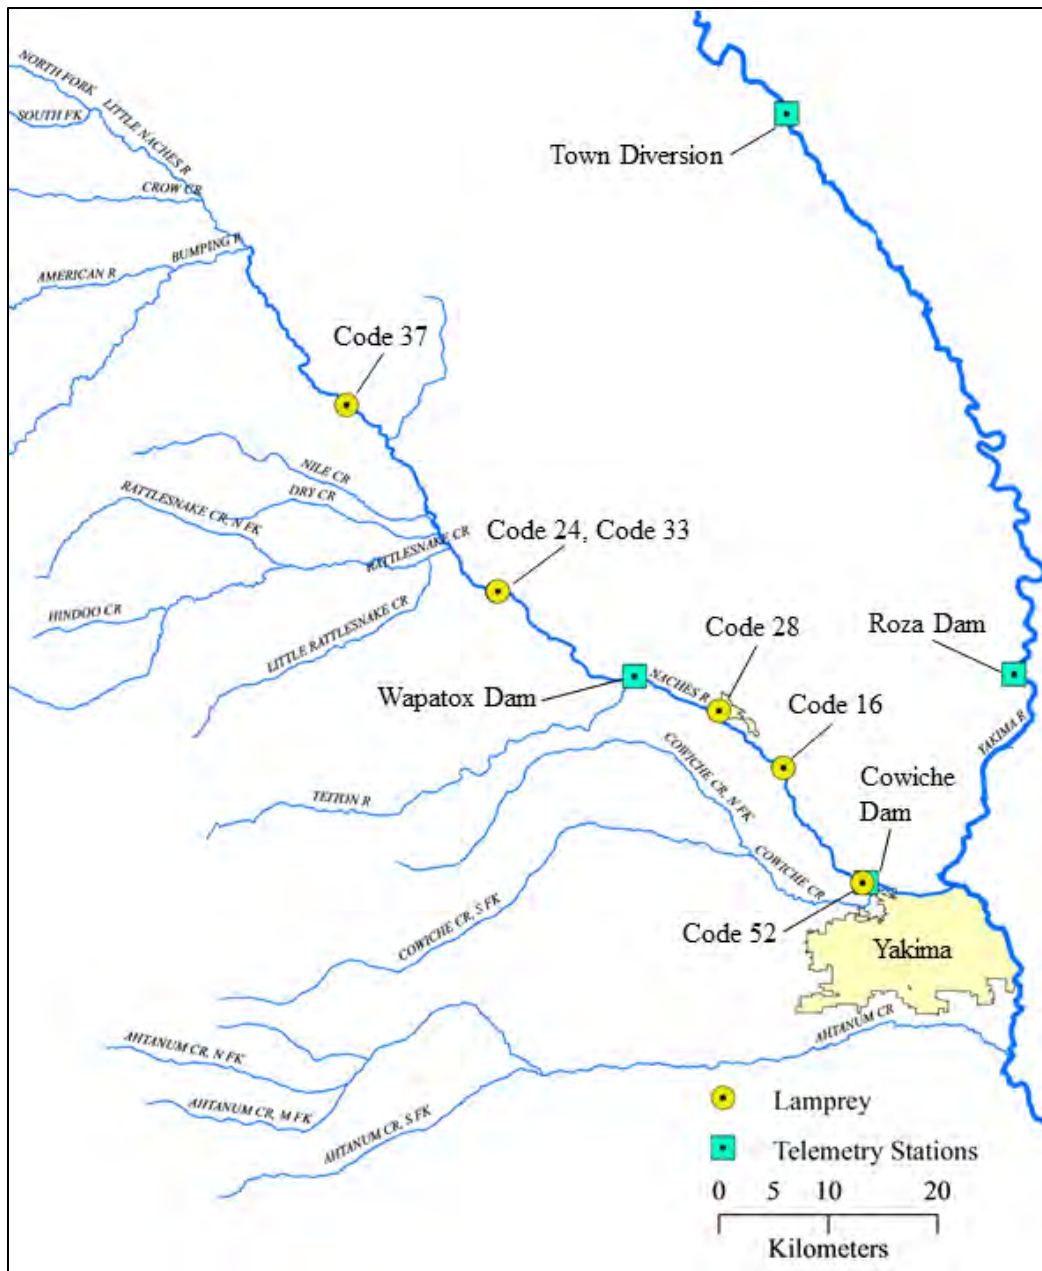 NORTH FORK
LITTLE NACHES R
SOUTH FK
CROW CR
BUMPING R
AMERICAN R
Town Diversion
Code 37
NILE CR
DRY CR
RATTLESNAKE CR, N FK
RATTLESNAKE CR
Code 24, Code 33
HINDOO CR
LITTLE RATTLESNAKE CR
Code 28
Roza Dam
Wapatox Dam
NACHES R
Code 16
YAKIMA R
COWICHE CR, N FK
Cowiche
Dam
TEITON R
COWICHE CR
COWICHE CR, S FK
Code 52
Yakima
AHTANUM CR
AHTANUM CR, N FK
AHTANUM CR, M FK
AHTANUM CR, S FK
Lamprey
Telemetry Stations
0 5 10 20
Kilometers